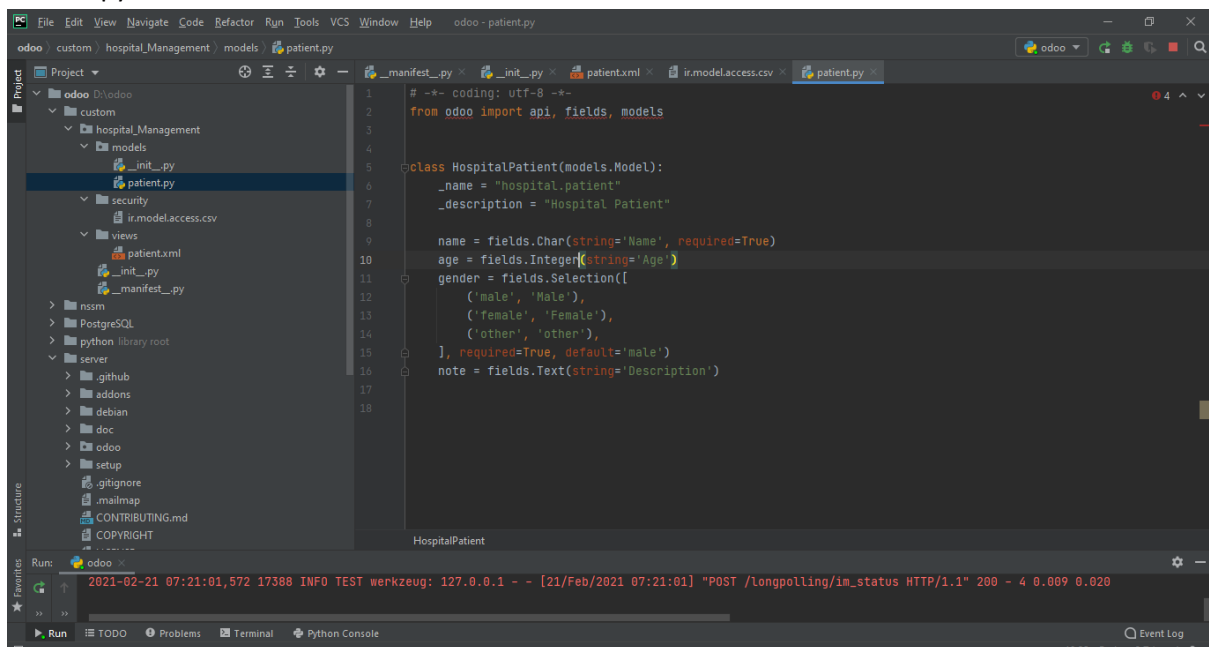 File Edit View Navigate Code Refactor Run Tools VCS Window Help odoo - patient.py
odoo custom hospital_Management models patient.py odoo
Project
Project
__manifest__.py __init__.py patient.xml ir.model.access.csv patient.py
odoo D:\odoo
custom
hospital_Management
models
__init__.py
patient.py
security
ir.model.access.csv
views
patient.xml
__init__.py
__manifest__.py
nssm
PostgreSQL
python library root
server
.github
addons
debian
doc
odoo
setup
.gitignore
.mailmap
CONTRIBUTING.md
COPYRIGHT
1 # -*- coding: utf-8 -*-
2 from odoo import api, fields, models
3
4
5 class HospitalPatient(models.Model):
6 _name = "hospital.patient"
7 _description = "Hospital Patient"
8
9 name = fields.Char(string='Name', required=True)
10 age = fields.Integer(string='Age')
11 gender = fields.Selection([
12 ('male', 'Male'),
13 ('female', 'Female'),
14 ('other', 'other'),
15 ], required=True, default='male')
16 note = fields.Text(string='Description')
17
18
4
HospitalPatient
Structure
Favorites
Run: odoo
2021-02-21 07:21:01,572 17388 INFO TEST werkzeug: 127.0.0.1 - - [21/Feb/2021 07:21:01] "POST /longpolling/im_status HTTP/1.1" 200 - 4 0.009 0.020
Run TODO Problems Terminal Python Console Event Log